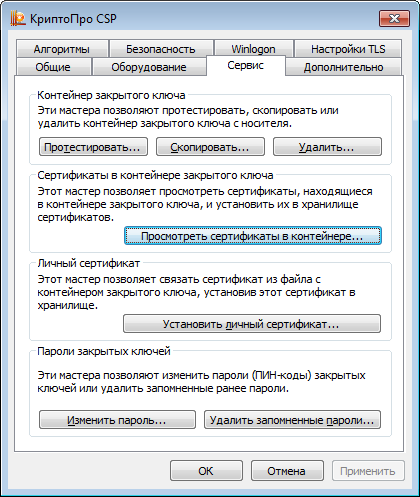 КриптоПро CSP
Алгоритмы Безопасность Winlogon Настройки TLS
Общие Оборудование Сервис Дополнительно
Контейнер закрытого ключа
Эти мастера позволяют протестировать, скопировать или
удалить контейнер закрытого ключа с носителя.
Протестировать... Скопировать... Удалить...
Сертификаты в контейнере закрытого ключа
Этот мастер позволяет просмотреть сертификаты, находящиеся
в контейнере закрытого ключа, и установить их в хранилище
сертификатов.
Просмотреть сертификаты в контейнере...
Личный сертификат
Этот мастер позволяет связать сертификат из файла с
контейнером закрытого ключа, установив этот сертификат в
хранилище.
Установить личный сертификат...
Пароли закрытых ключей
Эти мастера позволяют изменить пароли (ПИН-коды) закрытых
ключей или удалить запомненные ранее пароли.
Изменить пароль... Удалить запомненные пароли...
ОК Отмена Применить